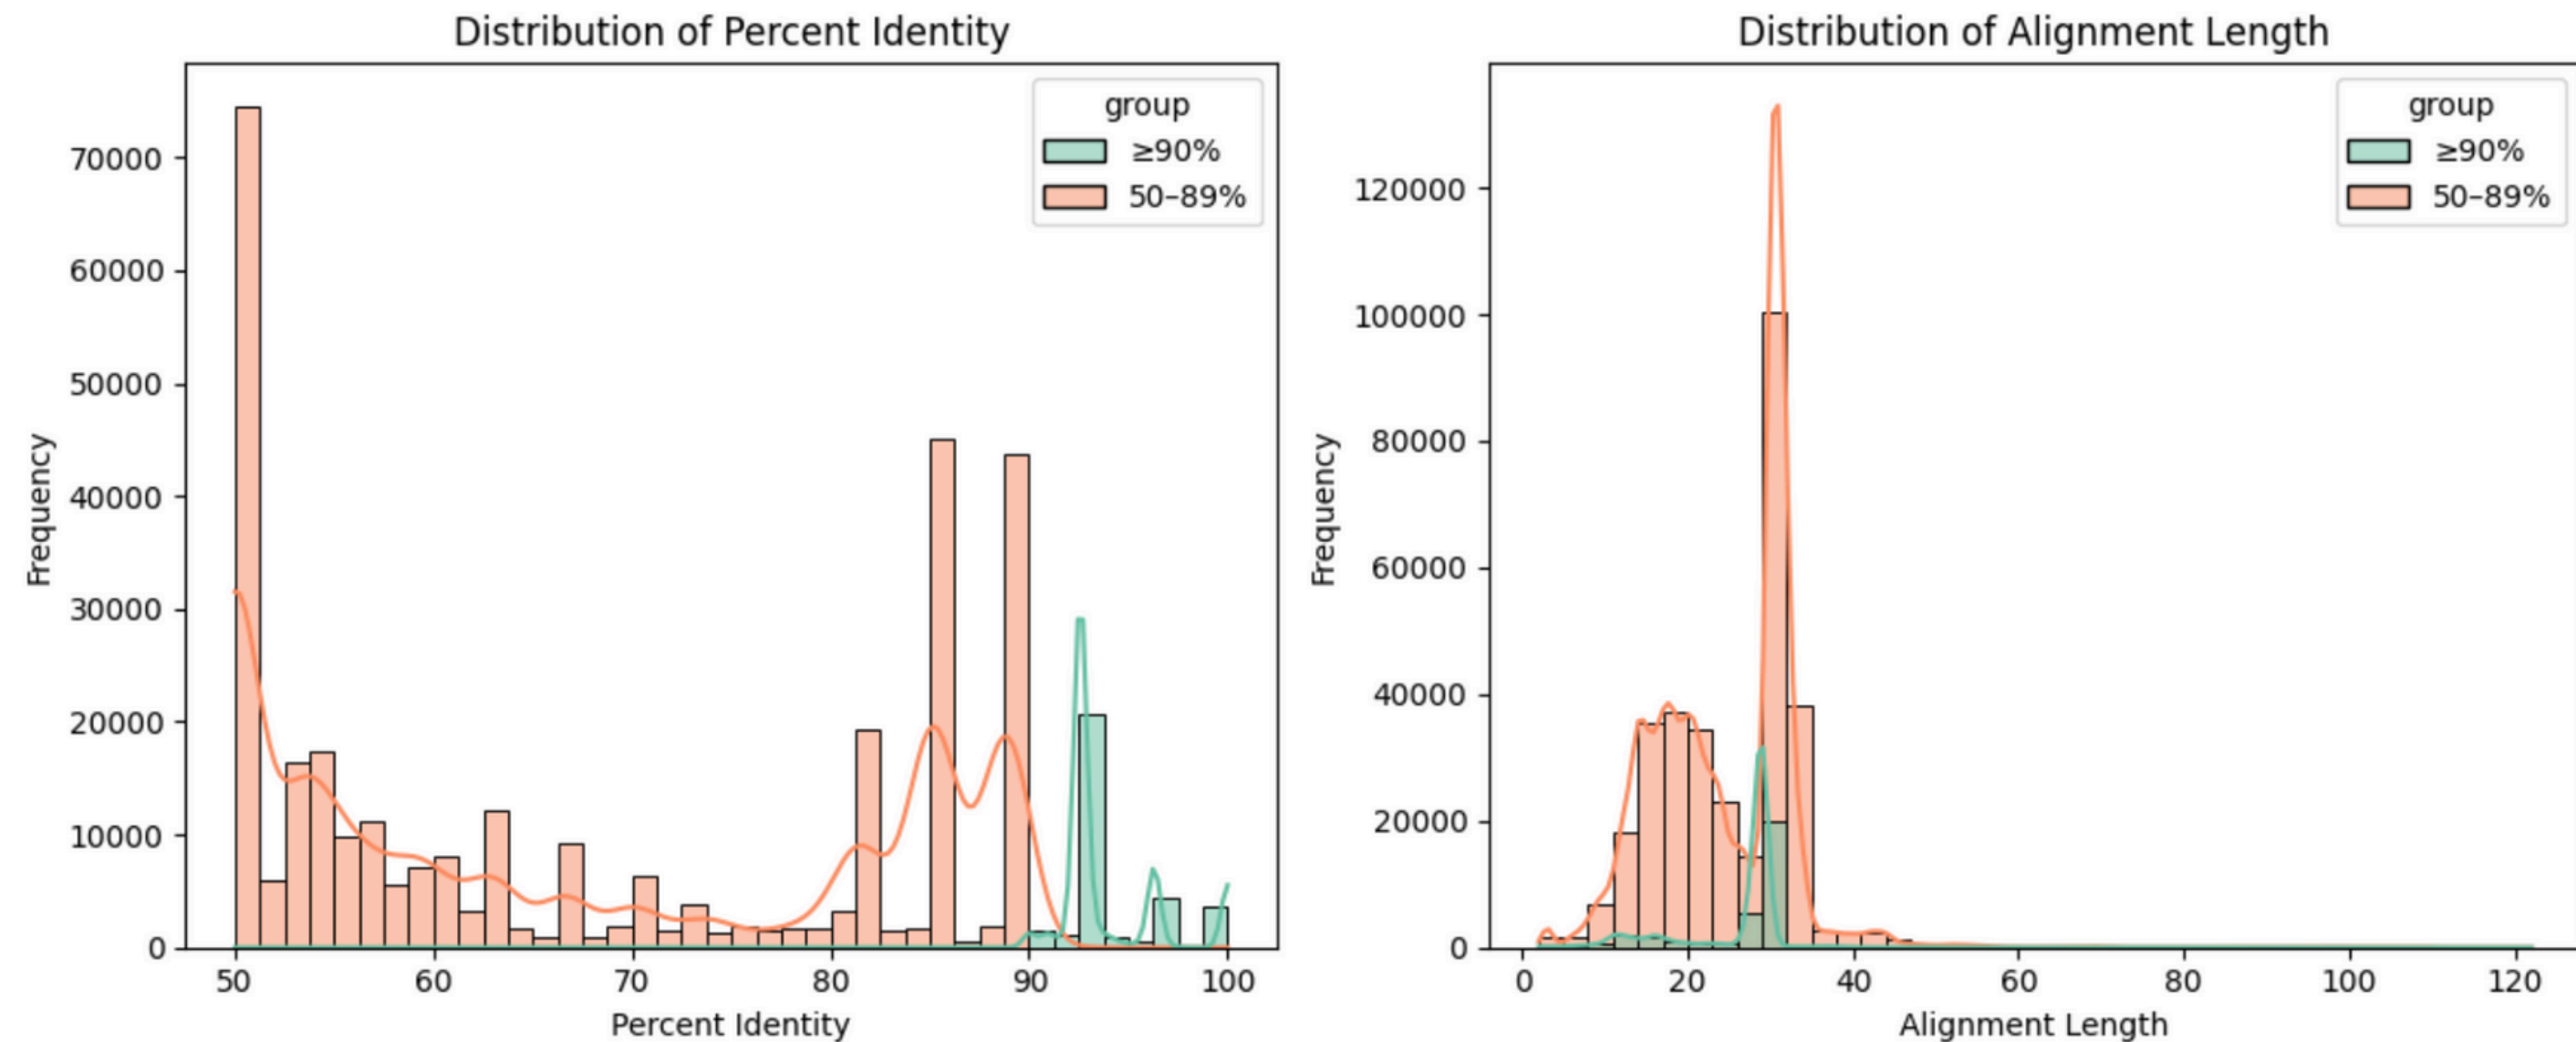 Distribution of Percent Identity
group
≥90%
50–89%
70000
60000
50000
40000
30000
20000
10000
0
Frequency
50 60 70 80 90 100
Percent Identity
Distribution of Alignment Length
group
≥90%
50–89%
120000
100000
80000
60000
40000
20000
0
Frequency
0 20 40 60 80 100 120
Alignment Length